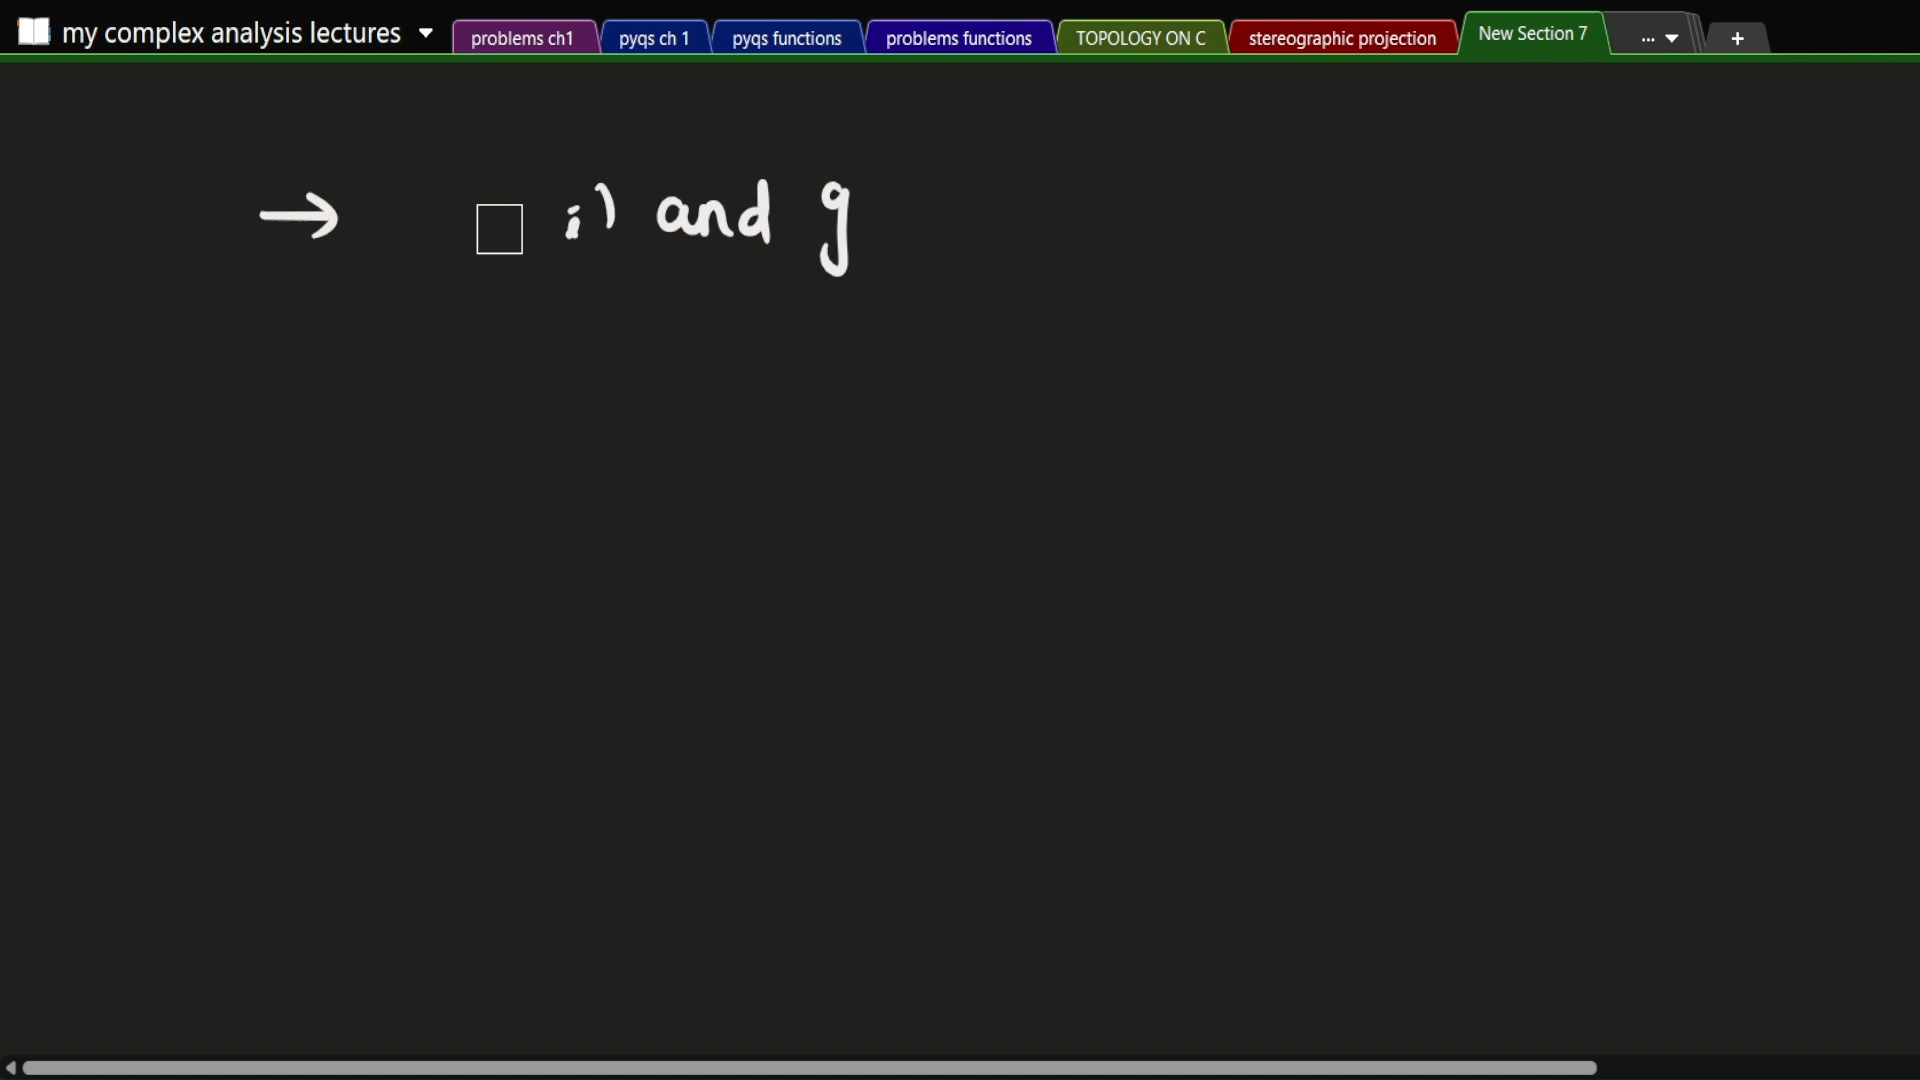 my complex analysis lectures problems ch1 pyqs ch 1 pyqs functions problems functions TOPOLOGY ON C stereographic projection New Section 7 ... +
→ □ i) and g